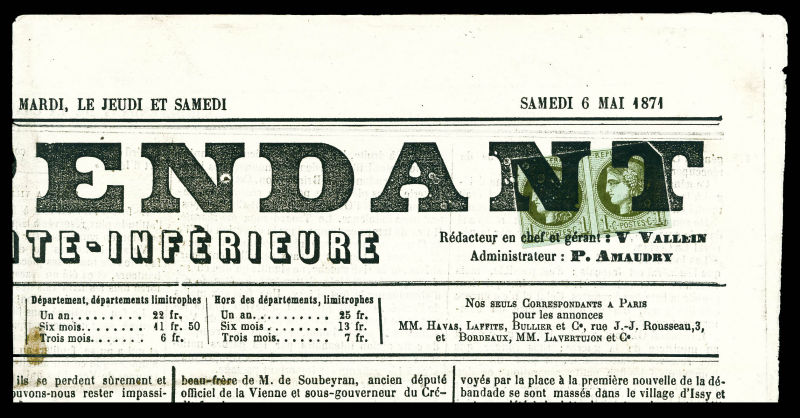 MARDI, LE JEUDI ET SAMEDI
SAMEDI 6 MAI 1871
PENDANT
NTE-INFÈRIEURE
Rédacteur en chef et gérant : V. VALLEIN
Administrateur : P. AMAUDRY
Département, départements limitrophes
Un an. . . . . . . . . 22 fr.
Six mois. . . . . . . 11 fr. 50
Trois mois. . . . . . 6 fr.
Hors des départements, limitrophes
Un an. . . . . . . . . 25 fr.
Six mois. . . . . . . 13 fr.
Trois mois. . . . . . 7 fr.
NOS SEULS CORRESPONDANTS A PARIS
pour les annonces
MM. HAVAS, LAFFITE, BULLIER et Ce, rue J.-J. Rousseau,3,
et BORDEAUX, MM. LAVERTUJON et Ce
ils se perdent sûrement et
pouvons-nous rester impassi-
beau-frère de M. de Soubeyran, ancien député
officiel de la Vienne et sous-gouverneur du Cré-
voyés par la place à la première nouvelle de la dé-
bandade se sont massés dans le village d'Issy et